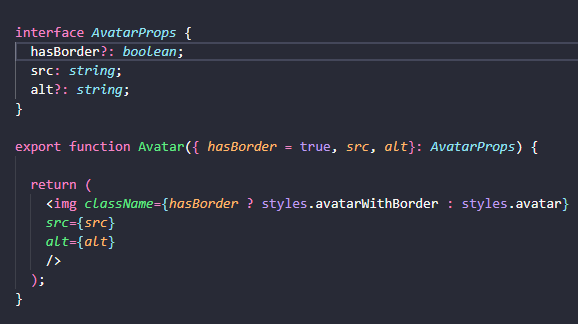 interface AvatarProps {
hasBorder?: boolean;
src: string;
alt?: string;
}
export function Avatar({ hasBorder = true, src, alt}: AvatarProps) {
return (
<img className={hasBorder ? styles.avatarWithBorder : styles.avatar}
src={src}
alt={alt}
/>
);
}